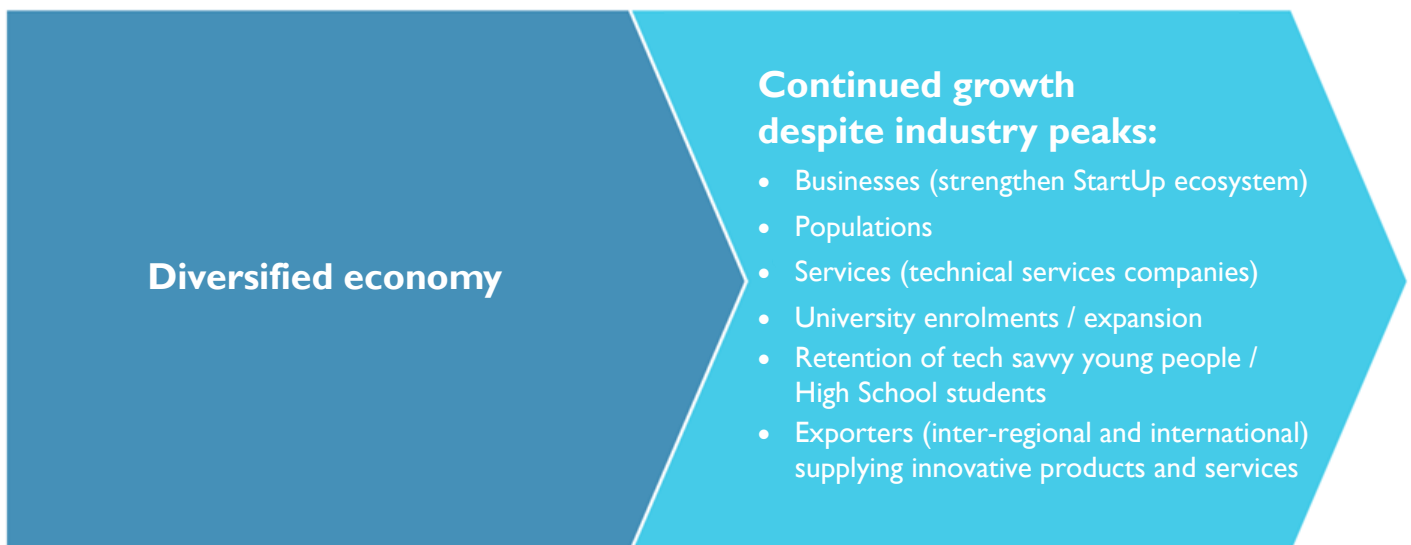 Diversified economy
Continued growth
despite industry peaks:
• Businesses (strengthen StartUp ecosystem)
• Populations
• Services (technical services companies)
• University enrolments / expansion
• Retention of tech savvy young people /
High School students
• Exporters (inter-regional and international)
supplying innovative products and services